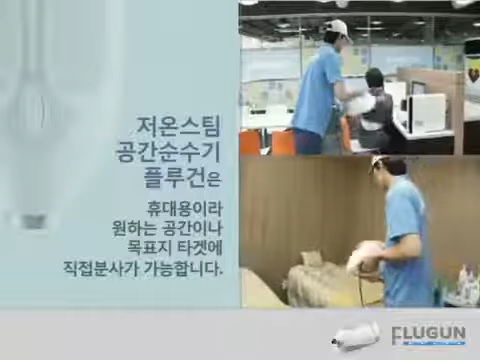 저온스팀
공간순수기
플루건은
휴대용이라
원하는 공간이나
목표지 타겟에
직접분사가 가능합니다.
FLUGUN